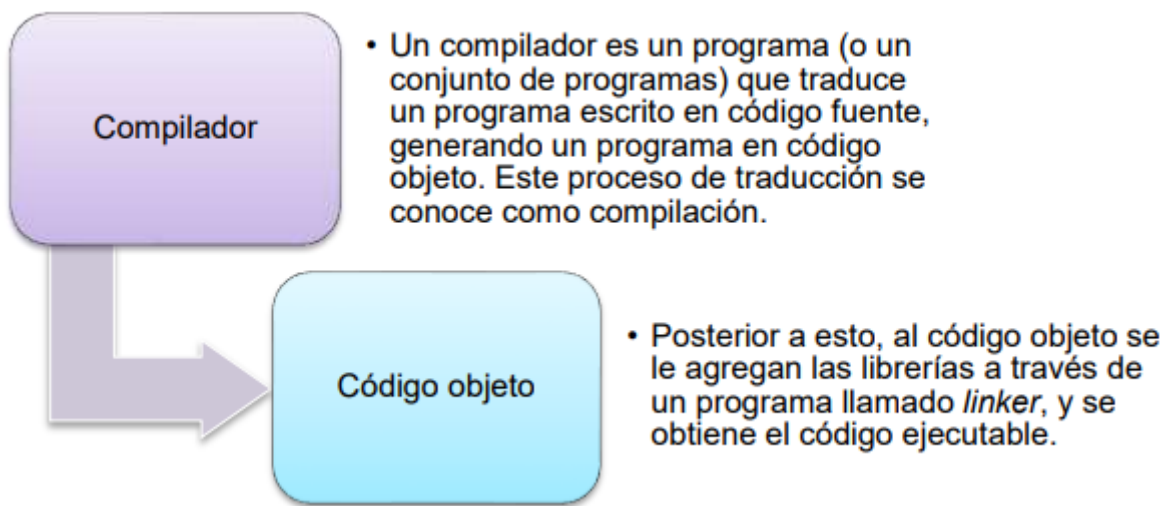 Compilador
• Un compilador es un programa (o un
conjunto de programas) que traduce
un programa escrito en código fuente,
generando un programa en código
objeto. Este proceso de traducción se
conoce como compilación.
Código objeto
• Posterior a esto, al código objeto se
le agregan las librerías a través de
un programa llamado linker, y se
obtiene el código ejecutable.